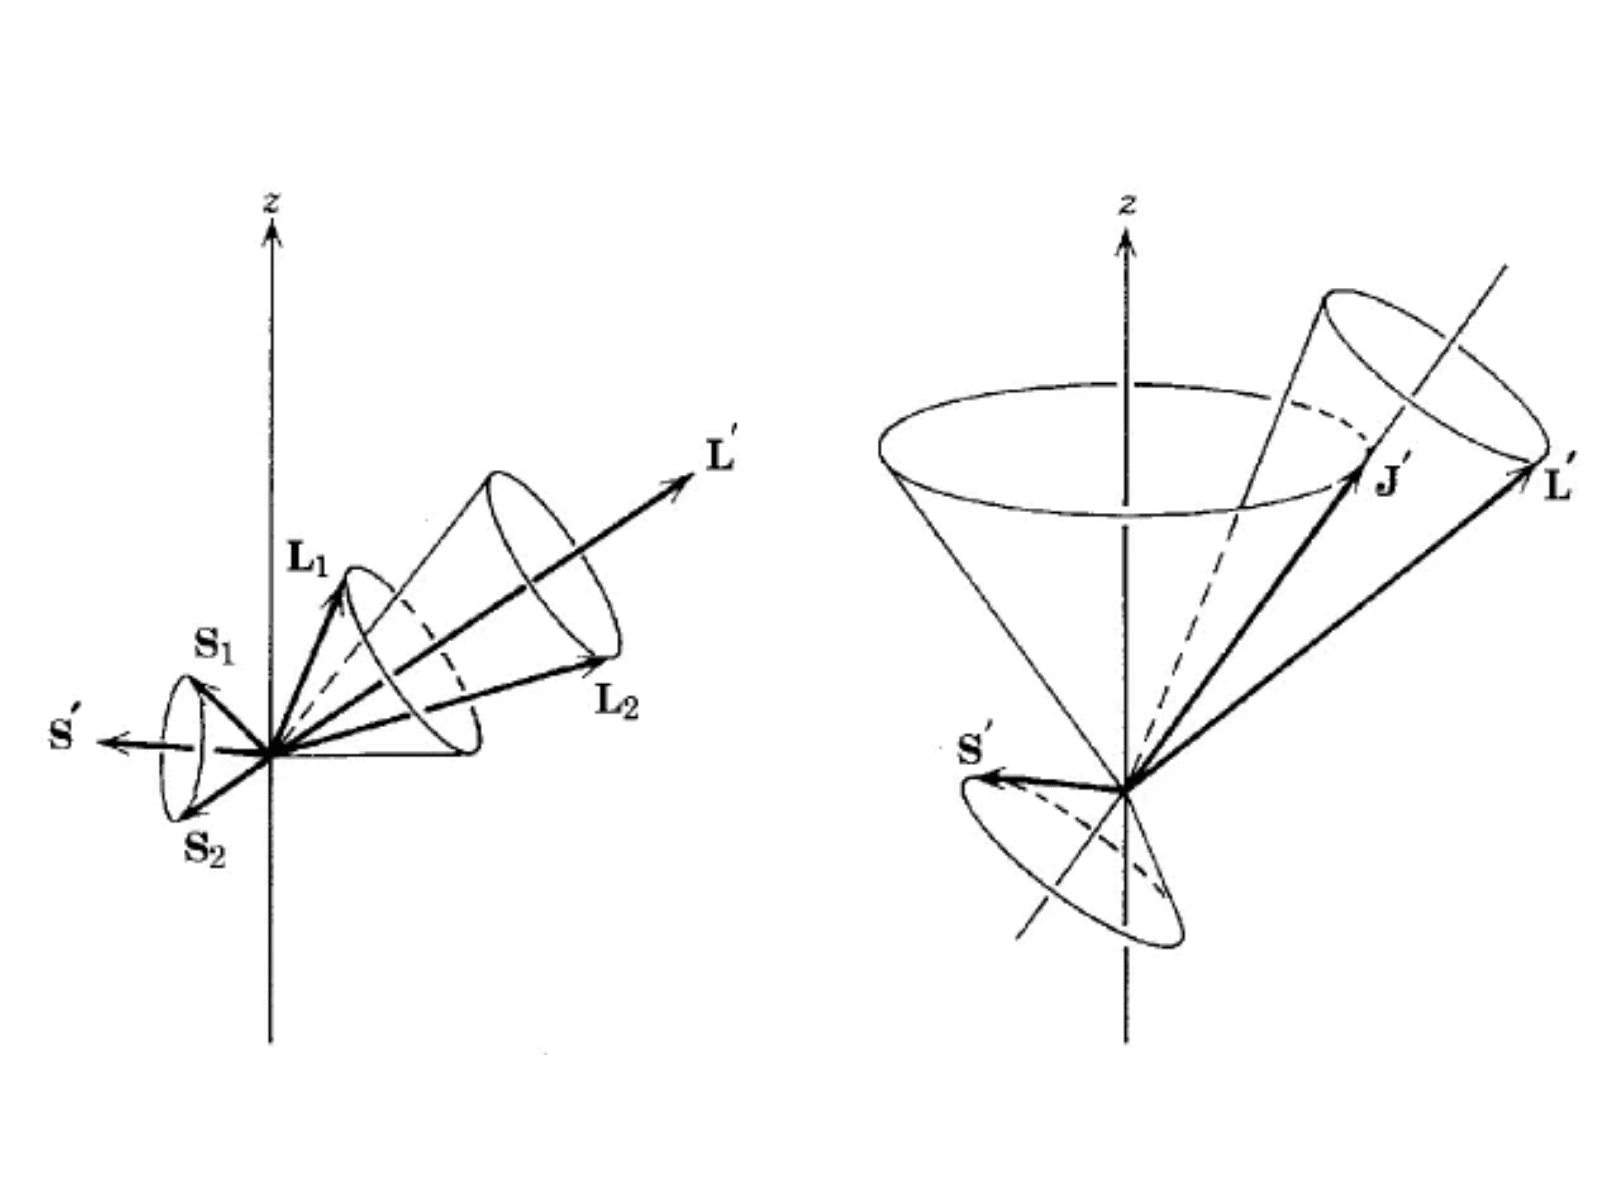 z
L′
L₁
S₁
S′
L₂
S₂
z
J′
L′
S′